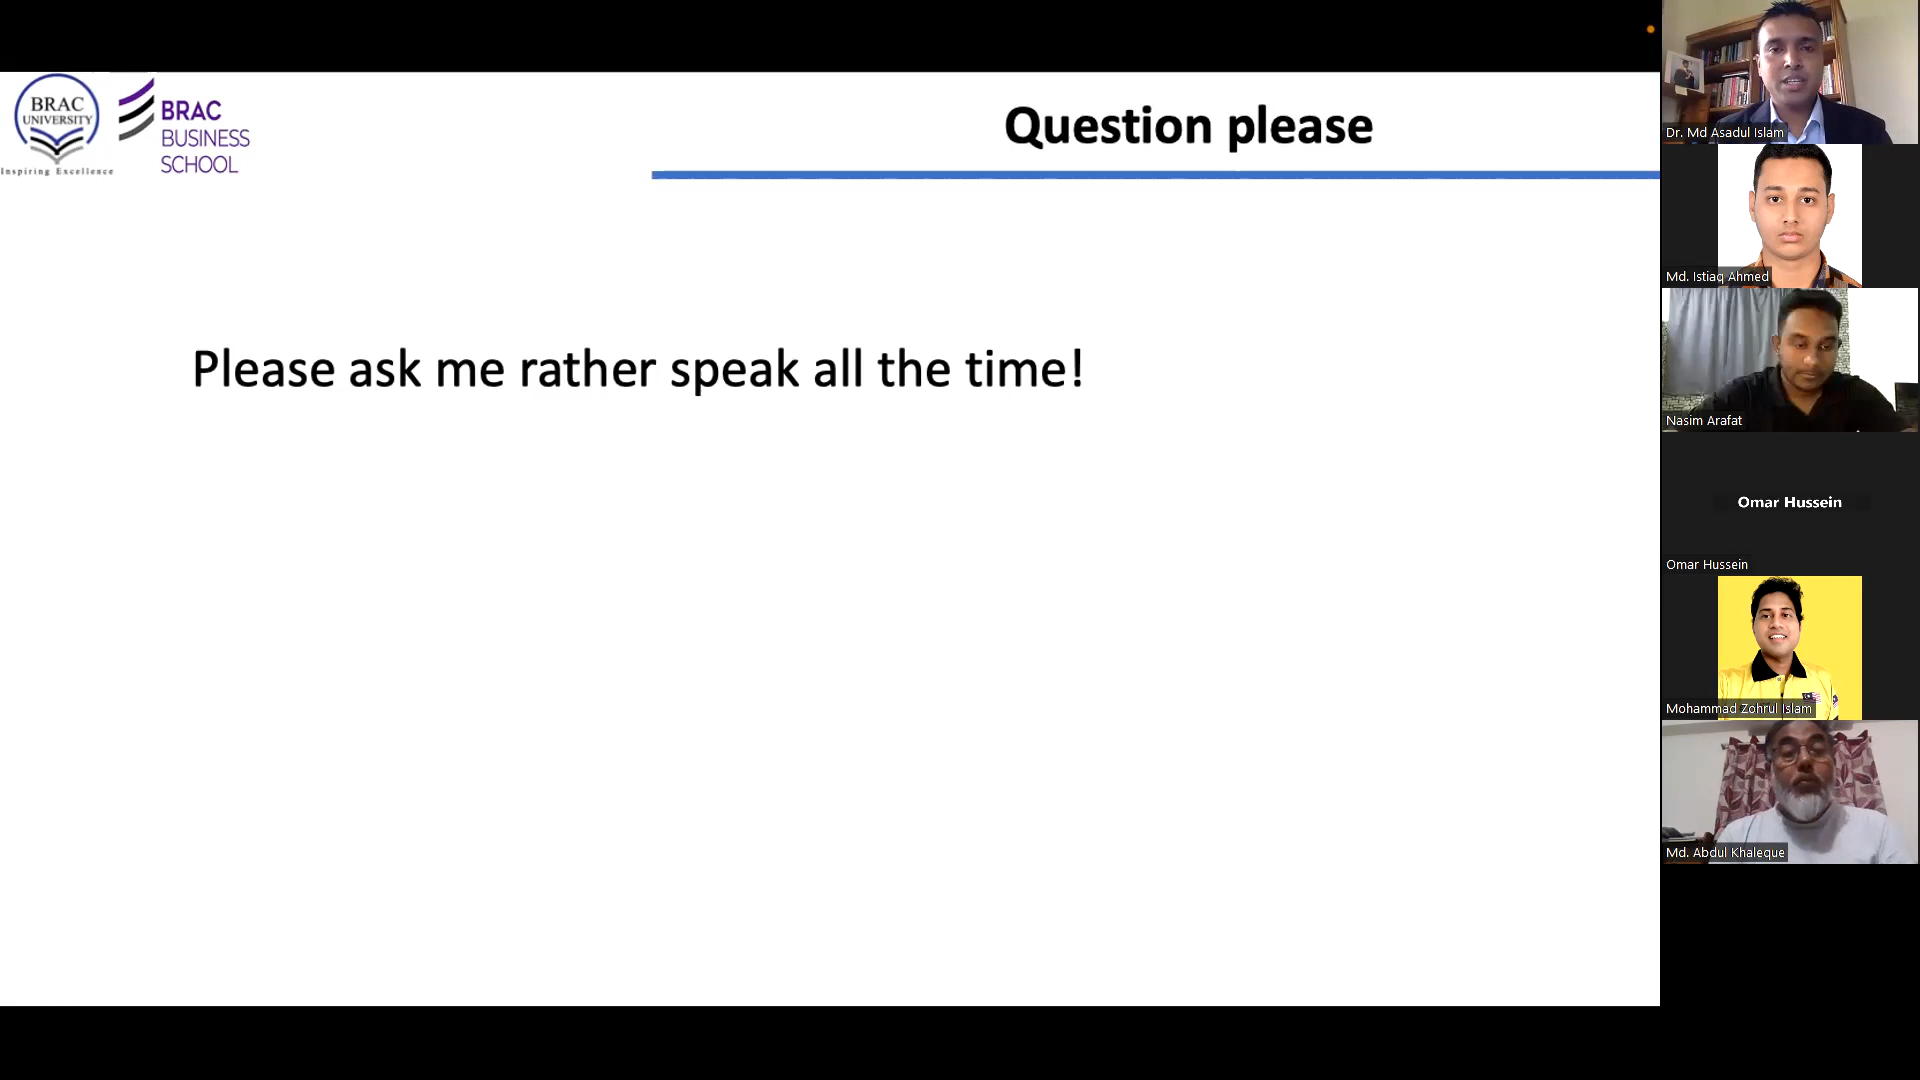 BRAC
UNIVERSITY
Inspiring Excellence
BRAC
BUSINESS
SCHOOL
Question please
Please ask me rather speak all the time!
Dr. Md Asadul Islam
Md. Istiaq Ahmed
Nasim Arafat
Omar Hussein
Omar Hussein
Mohammad Zohrul Islam
Md. Abdul Khaleque